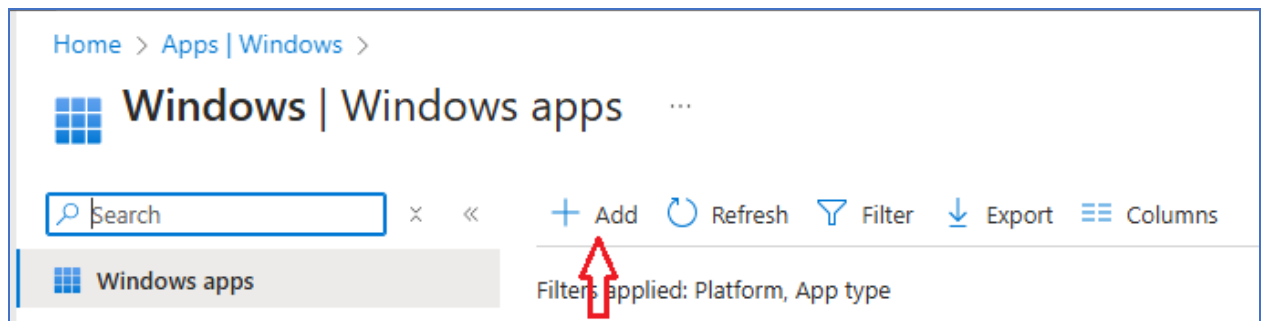 Home > Apps | Windows >
Windows | Windows apps ...
Search
Add Refresh Filter Export Columns
Windows apps
Filters applied: Platform, App type